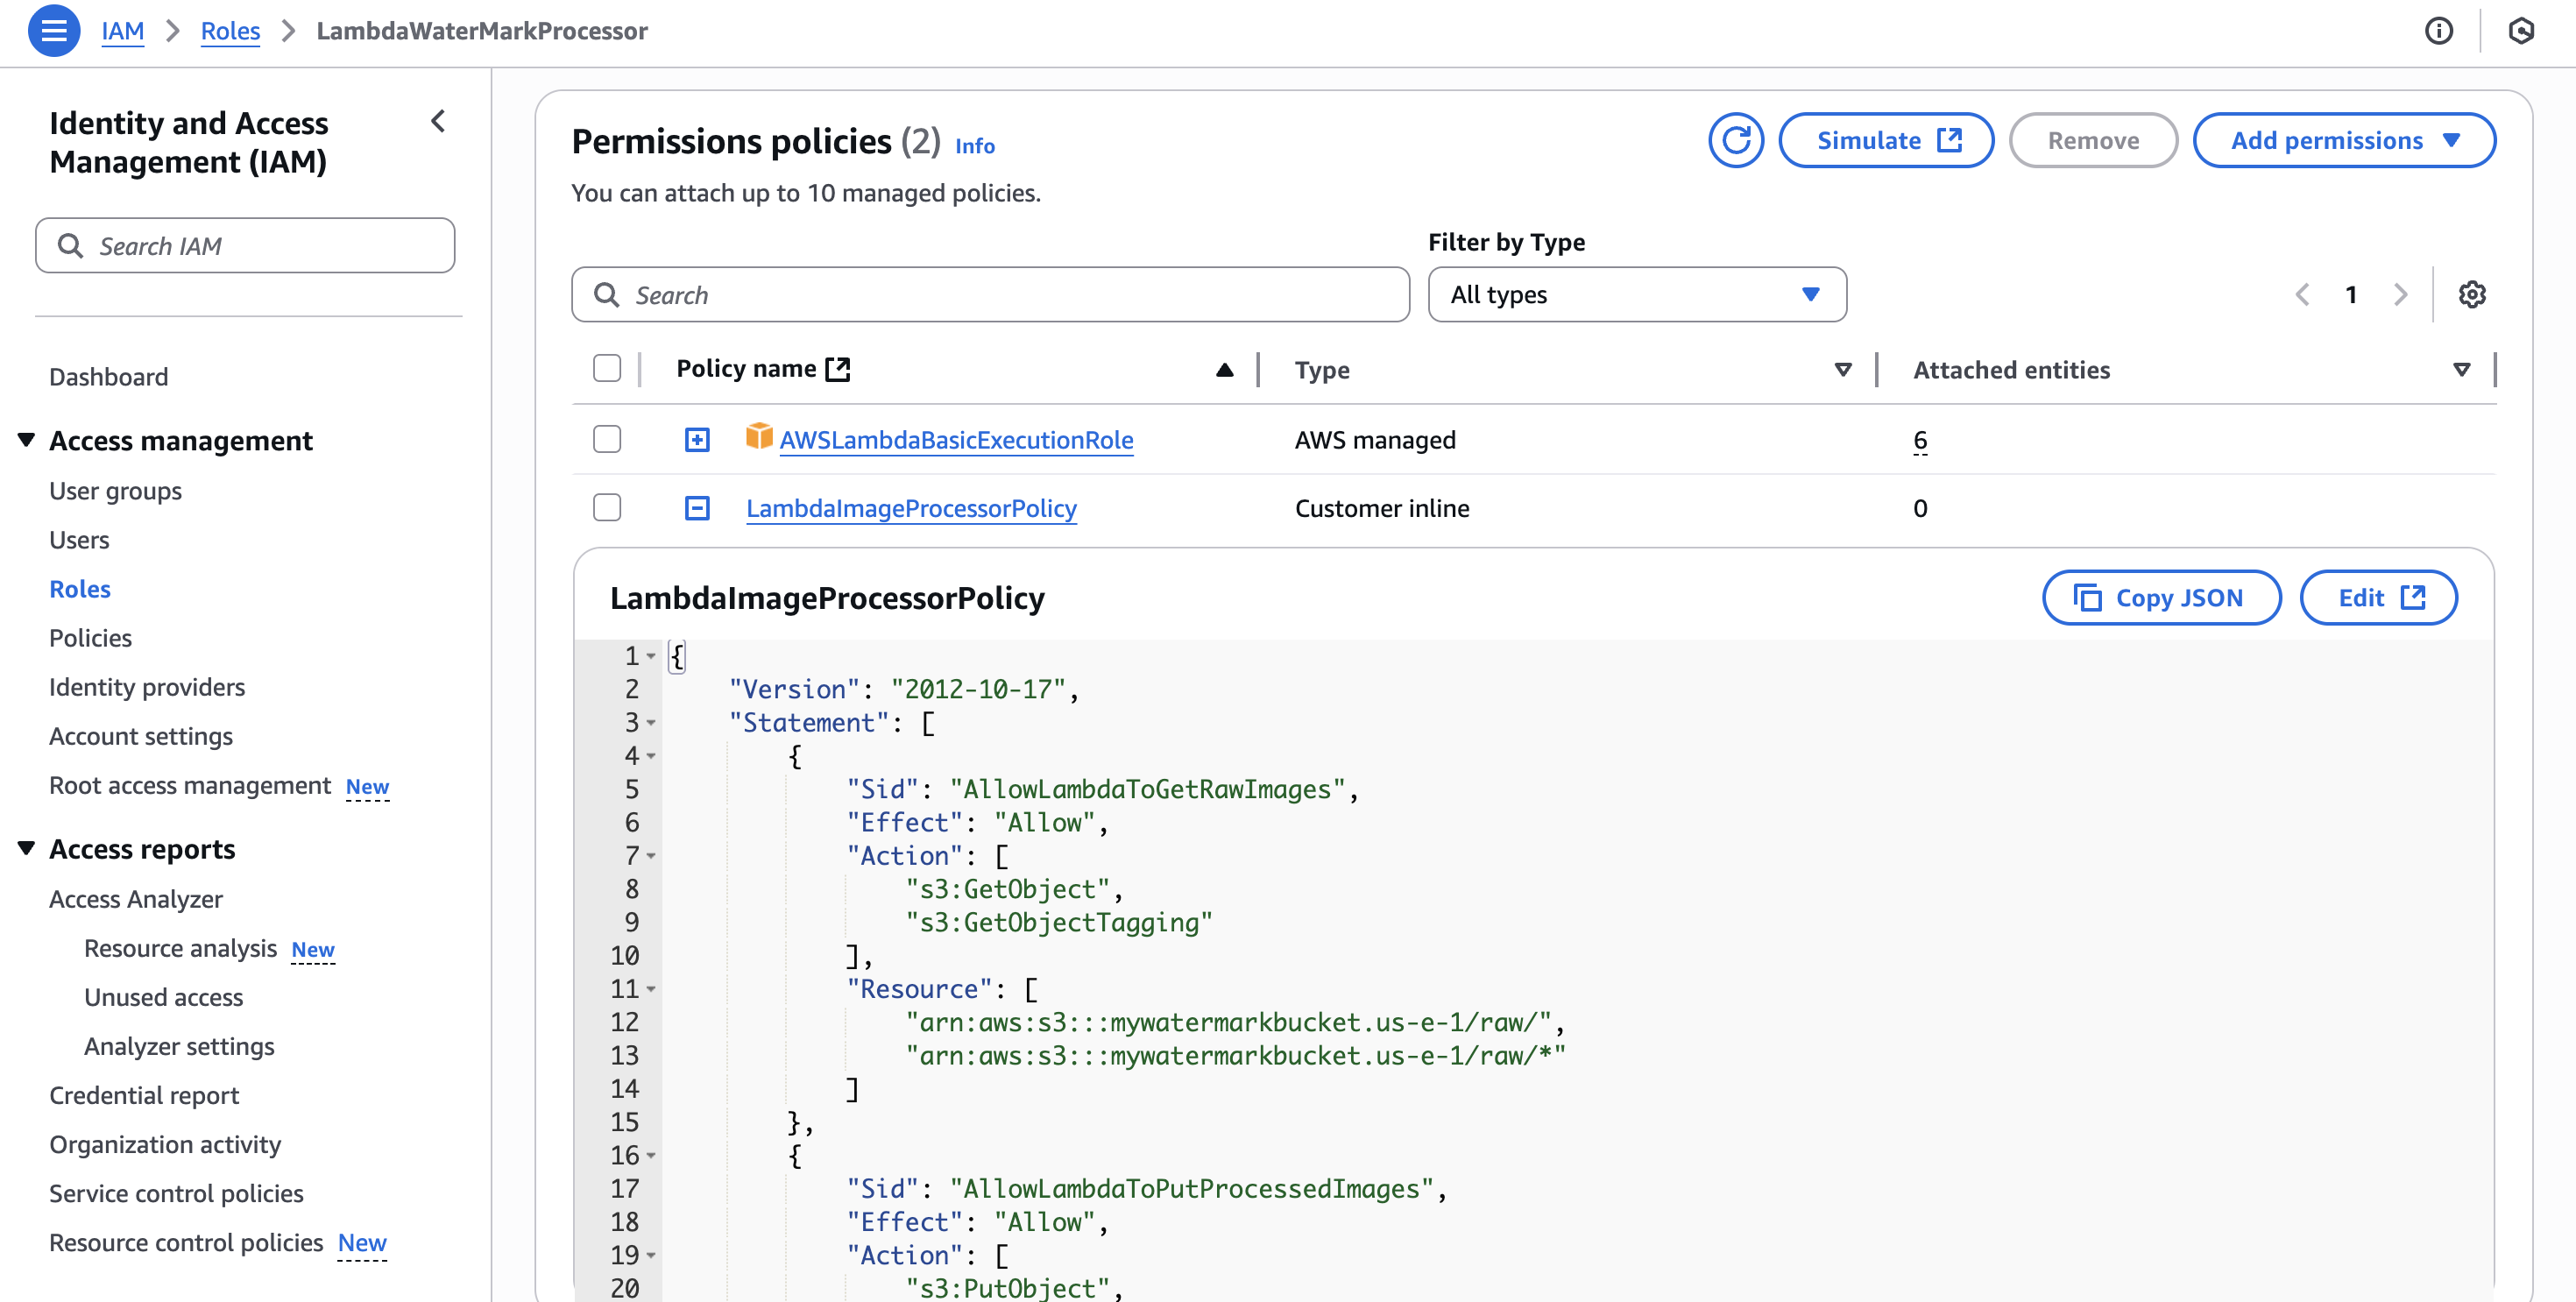 IAM > Roles > LambdaWaterMarkProcessor
Identity and Access
Management (IAM)
Search IAM
Dashboard
Access management
User groups
Users
Roles
Policies
Identity providers
Account settings
Root access management New
Access reports
Access Analyzer
Resource analysis New
Unused access
Analyzer settings
Credential report
Organization activity
Service control policies
Resource control policies New
Permissions policies (2) Info
Simulate
Remove
Add permissions
You can attach up to 10 managed policies.
Filter by Type
Search
All types
1
Policy name Type Attached entities
AWSLambdaBasicExecutionRole AWS managed 6
LambdaImageProcessorPolicy Customer inline 0
LambdaImageProcessorPolicy
Copy JSON
Edit
1 {
2 "Version": "2012-10-17",
3 "Statement": [
4 {
5 "Sid": "AllowLambdaToGetRawImages",
6 "Effect": "Allow",
7 "Action": [
8 "s3:GetObject",
9 "s3:GetObjectTagging"
10 ],
11 "Resource": [
12 "arn:aws:s3:::mywatermarkbucket.us-e-1/raw/",
13 "arn:aws:s3:::mywatermarkbucket.us-e-1/raw/*"
14 ]
15 },
16 {
17 "Sid": "AllowLambdaToPutProcessedImages",
18 "Effect": "Allow",
19 "Action": [
20 "s3:PutObject",